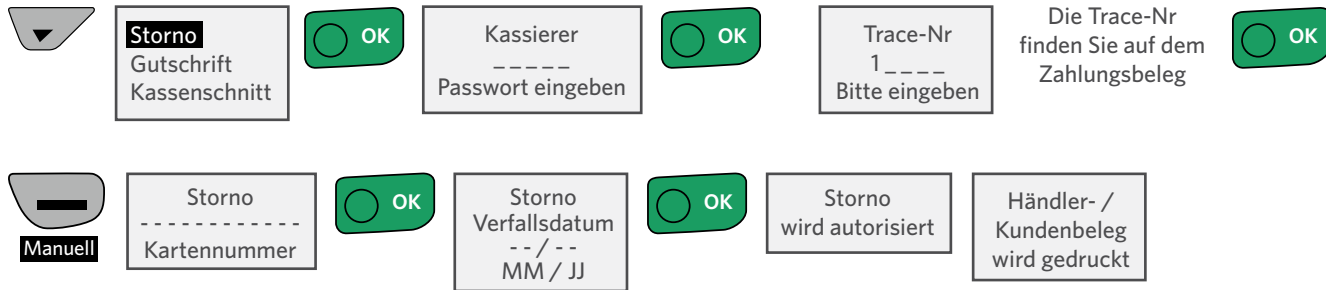 Storno
Gutschrift
Kassenschnitt
OK
Kassierer
_ _ _ _ _
Passwort eingeben
OK
Trace-Nr
1 _ _ _ _
Bitte eingeben
Die Trace-Nr
finden Sie auf dem
Zahlungsbeleg
OK
Manuell
Storno
- - - - - - - - - - - -
Kartennummer
OK
Storno
Verfallsdatum
- - / - -
MM / JJ
OK
Storno
wird autorisiert
Händler- /
Kundenbeleg
wird gedruckt